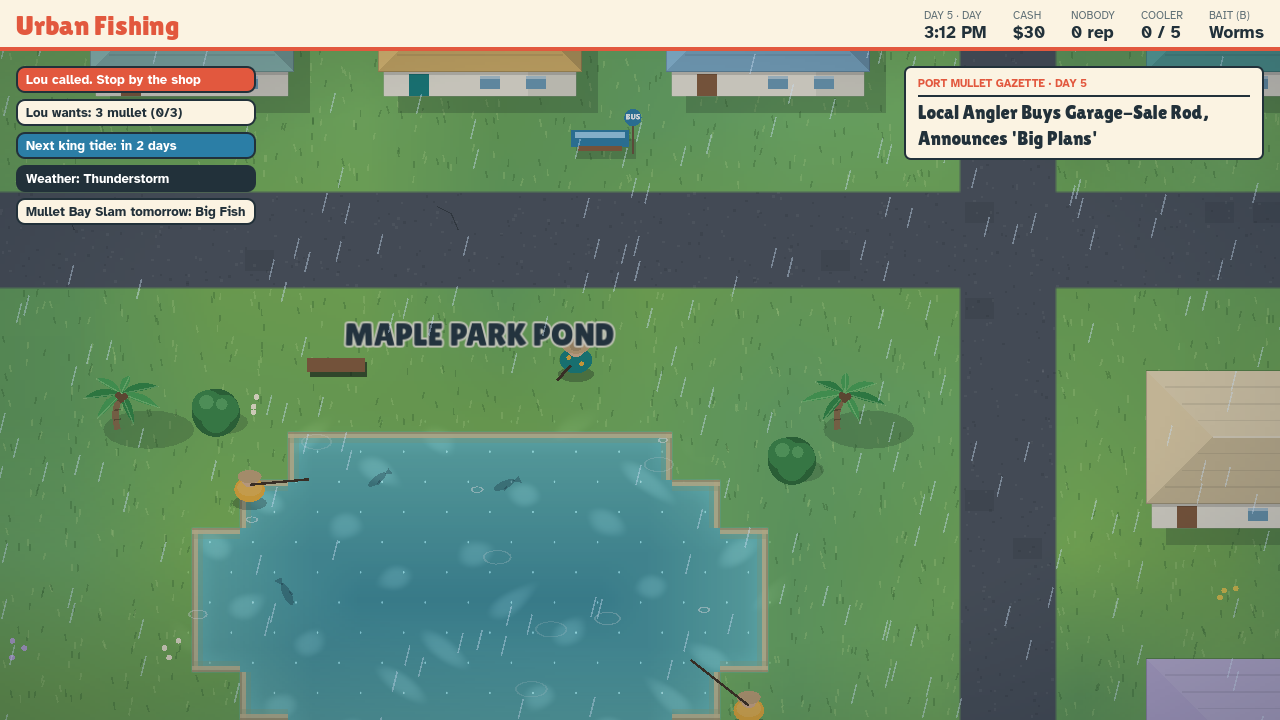 Urban Fishing
DAY 5 · DAY
3:12 PM
CASH
$30
NOBODY
0 rep
COOLER
0 / 5
BAIT (B)
Worms
Lou called. Stop by the shop
Lou wants: 3 mullet (0/3)
Next king tide: in 2 days
Weather: Thunderstorm
Mullet Bay Slam tomorrow: Big Fish
PORT MULLET GAZETTE · DAY 5
Local Angler Buys Garage-Sale Rod,
Announces 'Big Plans'
BUS
MAPLE PARK POND